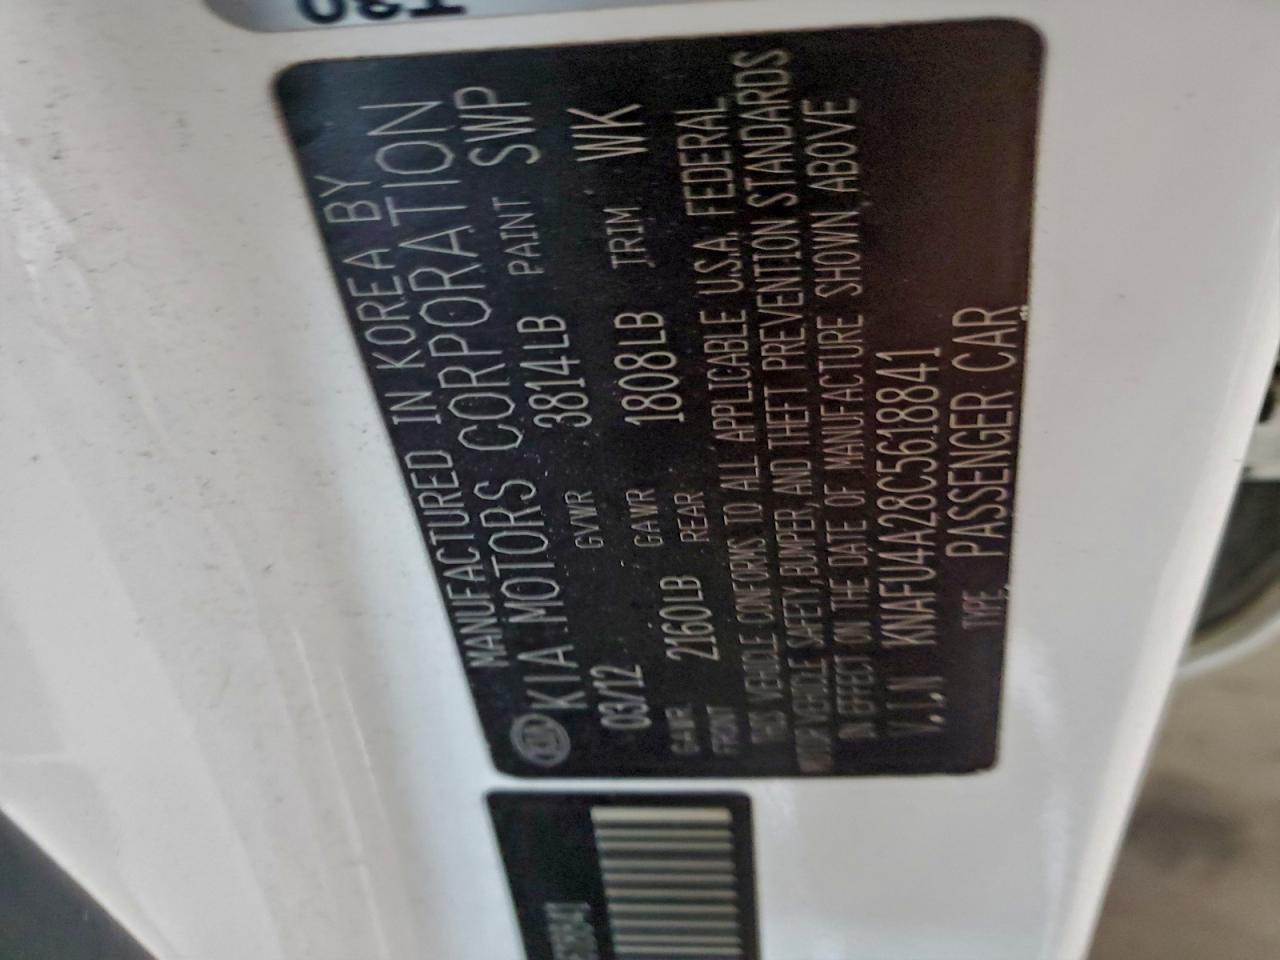 T30
MANUFACTURED IN KOREA BY
KIA KIA MOTORS CORPORATION
03/12 GVWR 3814LB PAINT SWP
GAWR FRONT 2160LB GAWR REAR 1808LB TRIM WK
THIS VEHICLE CONFORMS TO ALL APPLICABLE U.S.A. FEDERAL
MOTOR VEHICLE SAFETY, BUMPER, AND THEFT PREVENTION STANDARDS
IN EFFECT ON THE DATE OF MANUFACTURE SHOWN ABOVE
V.I.N KNAFU4A28C5618841
TYPE: PASSENGER CAR